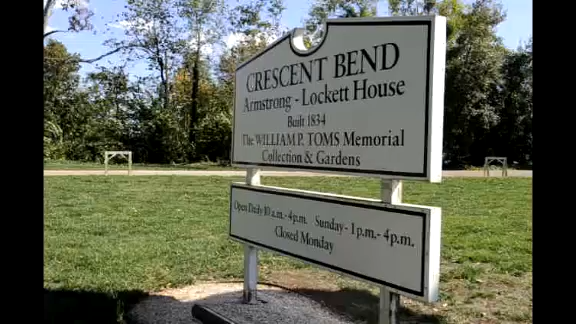 CRESCENT BEND
Armstrong - Lockett House
Built 1834
The WILLIAM P. TOMS Memorial
Collection & Gardens
Open Daily 10 a.m. - 4 p.m. Sunday - 1 p.m. - 4 p.m.
Closed Monday